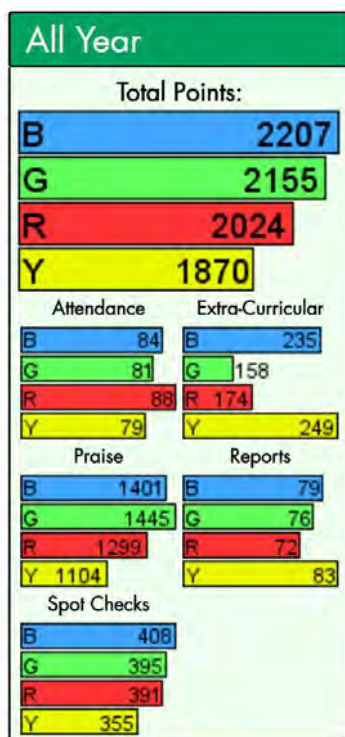 All Year
Total Points:
B 2207
G 2155
R 2024
Y 1870
Attendance Extra-Curricular
B 84 B 235
G 81 G 158
R 88 R 174
Y 79 Y 249
Praise Reports
B 1401 B 79
G 1445 G 76
R 1299 R 72
Y 1104 Y 83
Spot Checks
B 408
G 395
R 391
Y 355